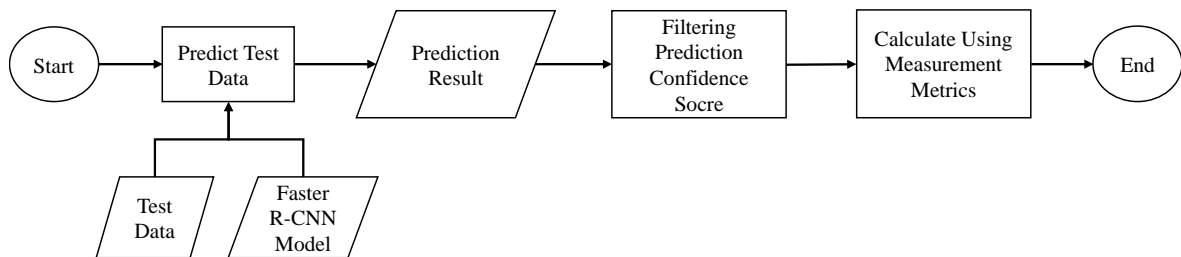 Start
Predict Test
Data
Prediction
Result
Filtering
Prediction
Confidence
Socre
Calculate Using
Measurement
Metrics
End
Test
Data
Faster
R-CNN
Model